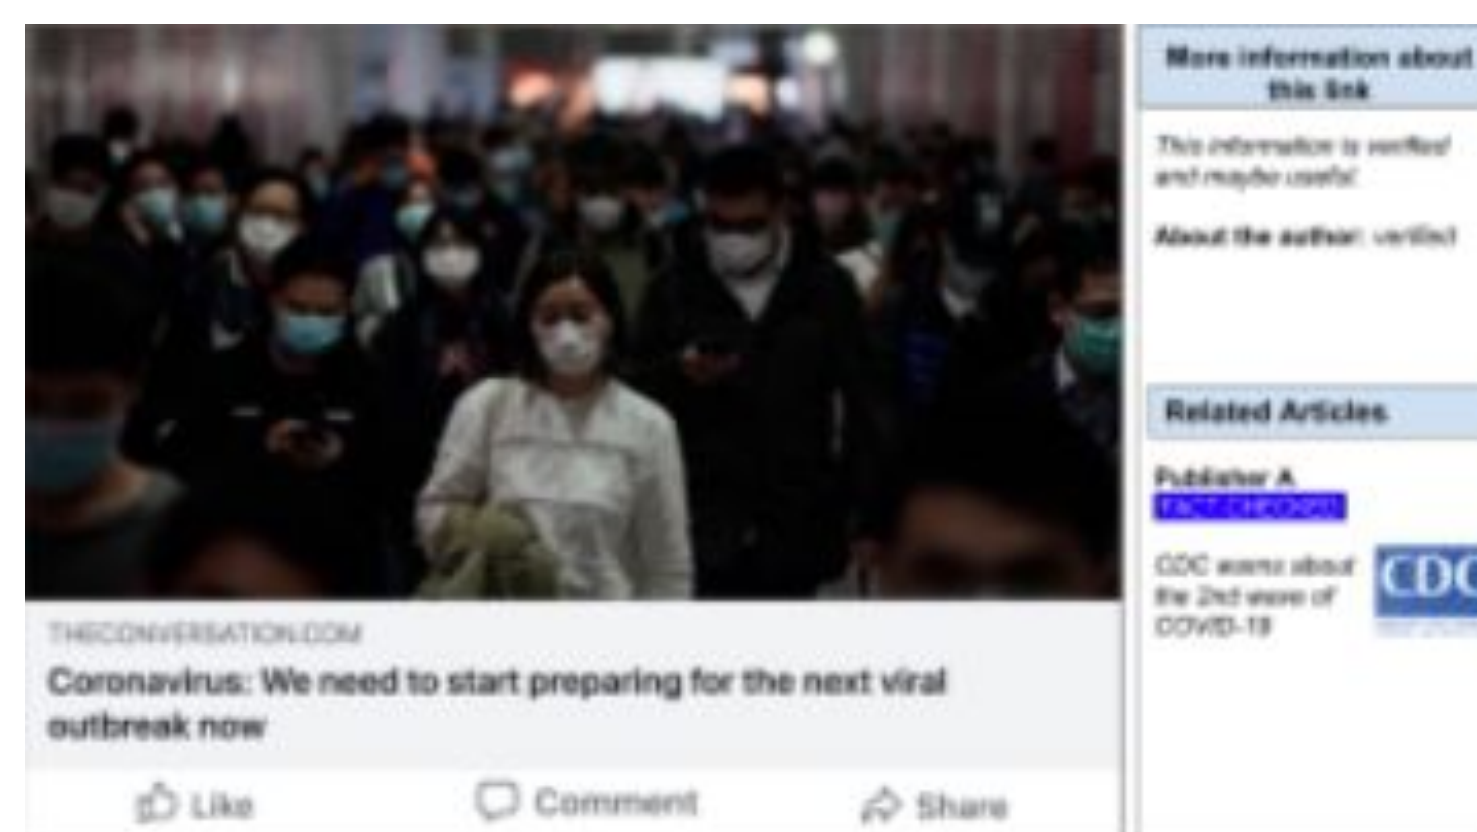 THECONVERSATION.COM
Coronavirus: We need to start preparing for the next viral
outbreak now
Like
Comment
Share
More information about
this link
This information is verified
and maybe useful.
About the author: verified
Related Articles
Publisher A
FACT-CHECKED
CDC warns about
the 2nd wave of
COVID-19
CDC